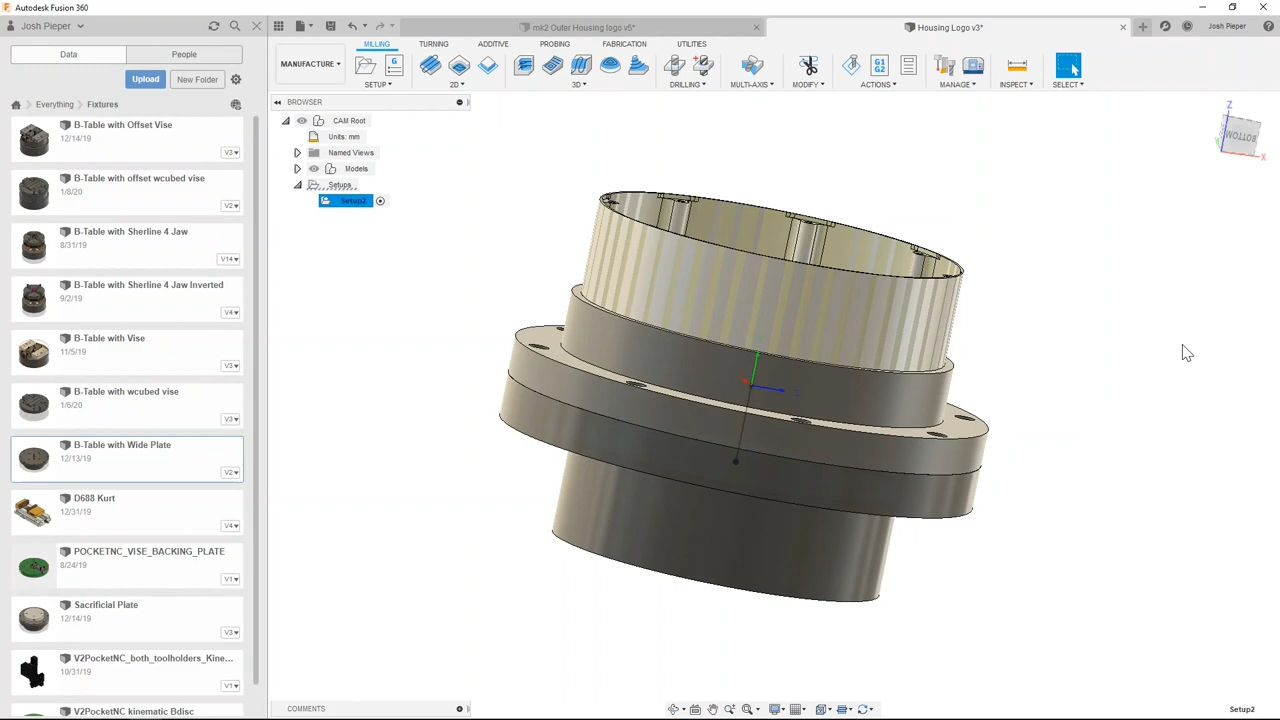 Autodesk Fusion 360
Josh Pieper
mk2 Outer Housing logo v5*
Housing Logo v3*
Josh Pieper
Data
People
MILLING
TURNING
ADDITIVE
PROBING
FABRICATION
UTILITIES
MANUFACTURE
G
G1
G2
Upload
New Folder
SETUP
2D
3D
DRILLING
MULTI-AXIS
MODIFY
ACTIONS
MANAGE
INSPECT
SELECT
Everything
Fixtures
BROWSER
CAM Root
Units: mm
Named Views
Models
Setups
Setup2
B-Table with Offset Vise
12/14/19
V3
B-Table with offset wcubed vise
1/8/20
V2
B-Table with Sherline 4 Jaw
8/31/19
V14
B-Table with Sherline 4 Jaw Inverted
9/2/19
V4
B-Table with Vise
11/5/19
V3
B-Table with wcubed vise
1/6/20
V3
B-Table with Wide Plate
12/13/19
V2
D688 Kurt
12/31/19
V4
POCKETNC_VISE_BACKING_PLATE
8/24/19
V1
Sacrificial Plate
12/14/19
V3
V2PocketNC_both_toolholders_Kine...
10/31/19
V1
V2PocketNC kinematic Bdisc
Z
BOTTOM
Y
X
COMMENTS
Setup2